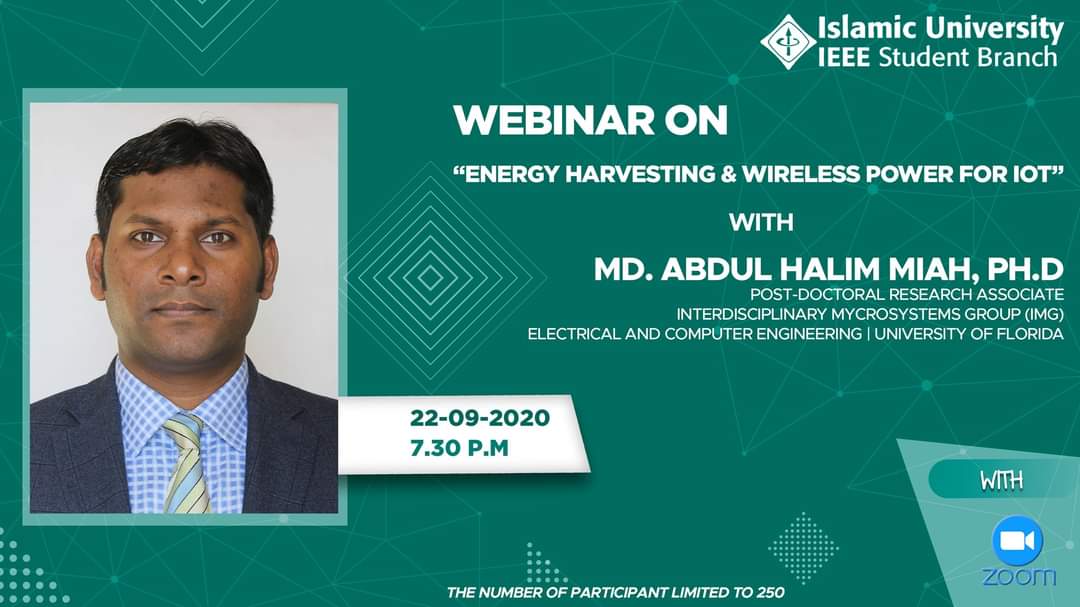 Islamic University
IEEE Student Branch
WEBINAR ON
“ENERGY HARVESTING & WIRELESS POWER FOR IOT”
WITH
MD. ABDUL HALIM MIAH, PH.D
POST-DOCTORAL RESEARCH ASSOCIATE
INTERDISCIPLINARY MYCROSYSTEMS GROUP (IMG)
ELECTRICAL AND COMPUTER ENGINEERING | UNIVERSITY OF FLORIDA
22-09-2020
7.30 P.M
WITH
zoom
THE NUMBER OF PARTICIPANT LIMITED TO 250